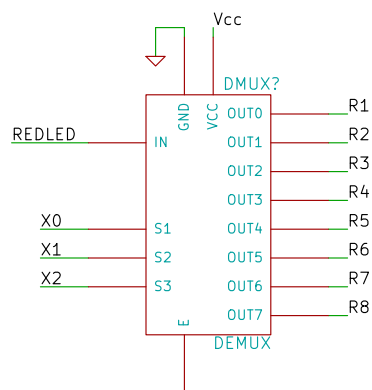 Vcc
DMUX?
GND
VCC
OUT0 R1
REDLED IN OUT1 R2
OUT2 R3
OUT3 R4
X0 S1 OUT4 R5
X1 S2 OUT5 R6
X2 S3 OUT6 R7
E OUT7 R8
DEMUX